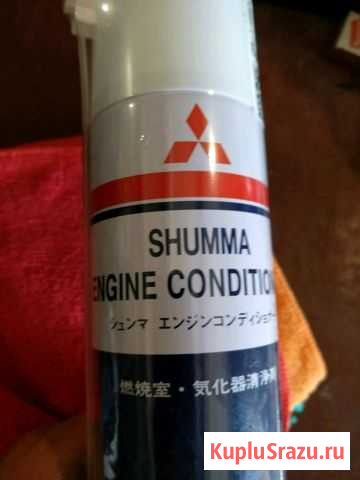 SHUMMA
ENGINE CONDITION
シュンマ エンジンコンディショナー
燃焼室・気化器清浄剤
KupluSrazu.ru